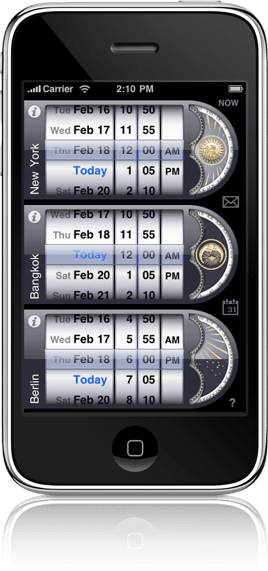 Carrier 2:10 PM
NOW
New York
Tue Feb 16 10 50
Wed Feb 17 11 55
Thu Feb 18 12 00 AM
Today 1 05 PM
Sat Feb 20 2 10
Bangkok
Wed Feb 17 10 50
Thu Feb 18 11 55
Today 12 00 AM
Sat Feb 20 1 05 PM
Sun Feb 21 2 10
31
Berlin
Tue Feb 16 4 50
Wed Feb 17 5 55 AM
Thu Feb 18 6 00 PM
Today 7 05
Sat Feb 20 8 10
?